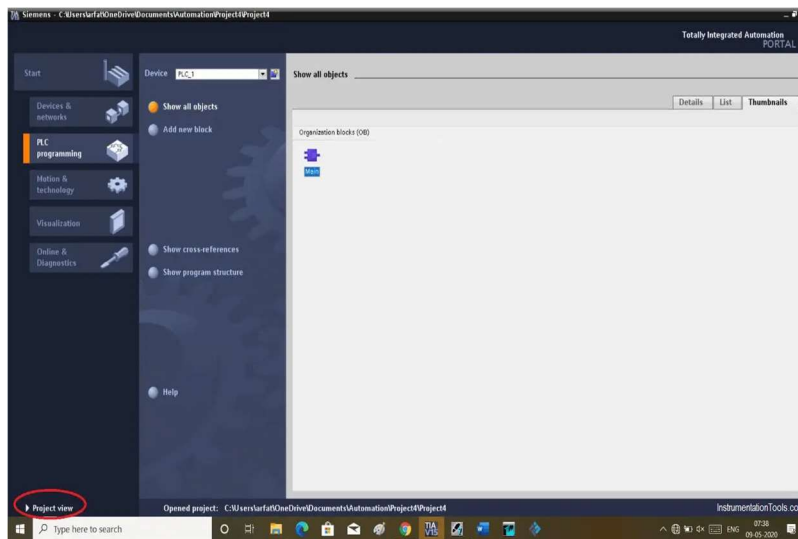 Siemens - C:\Users\arfat\OneDrive\Documents\Automation\Project4\Project4
Totally Integrated Automation
PORTAL
Start
Devices &
networks
PLC
programming
Motion &
technology
Visualization
Online &
Diagnostics
Device PLC_1
Show all objects
Add new block
Show cross-references
Show program structure
Help
Show all objects
Details List Thumbnails
Organization blocks (OB)
Main
Project view
Opened project: C:\Users\arfat\OneDrive\Documents\Automation\Project4\Project4
InstrumentationTools.co
Type here to search
TIA
V15
ENG
07:38
09-05-2020